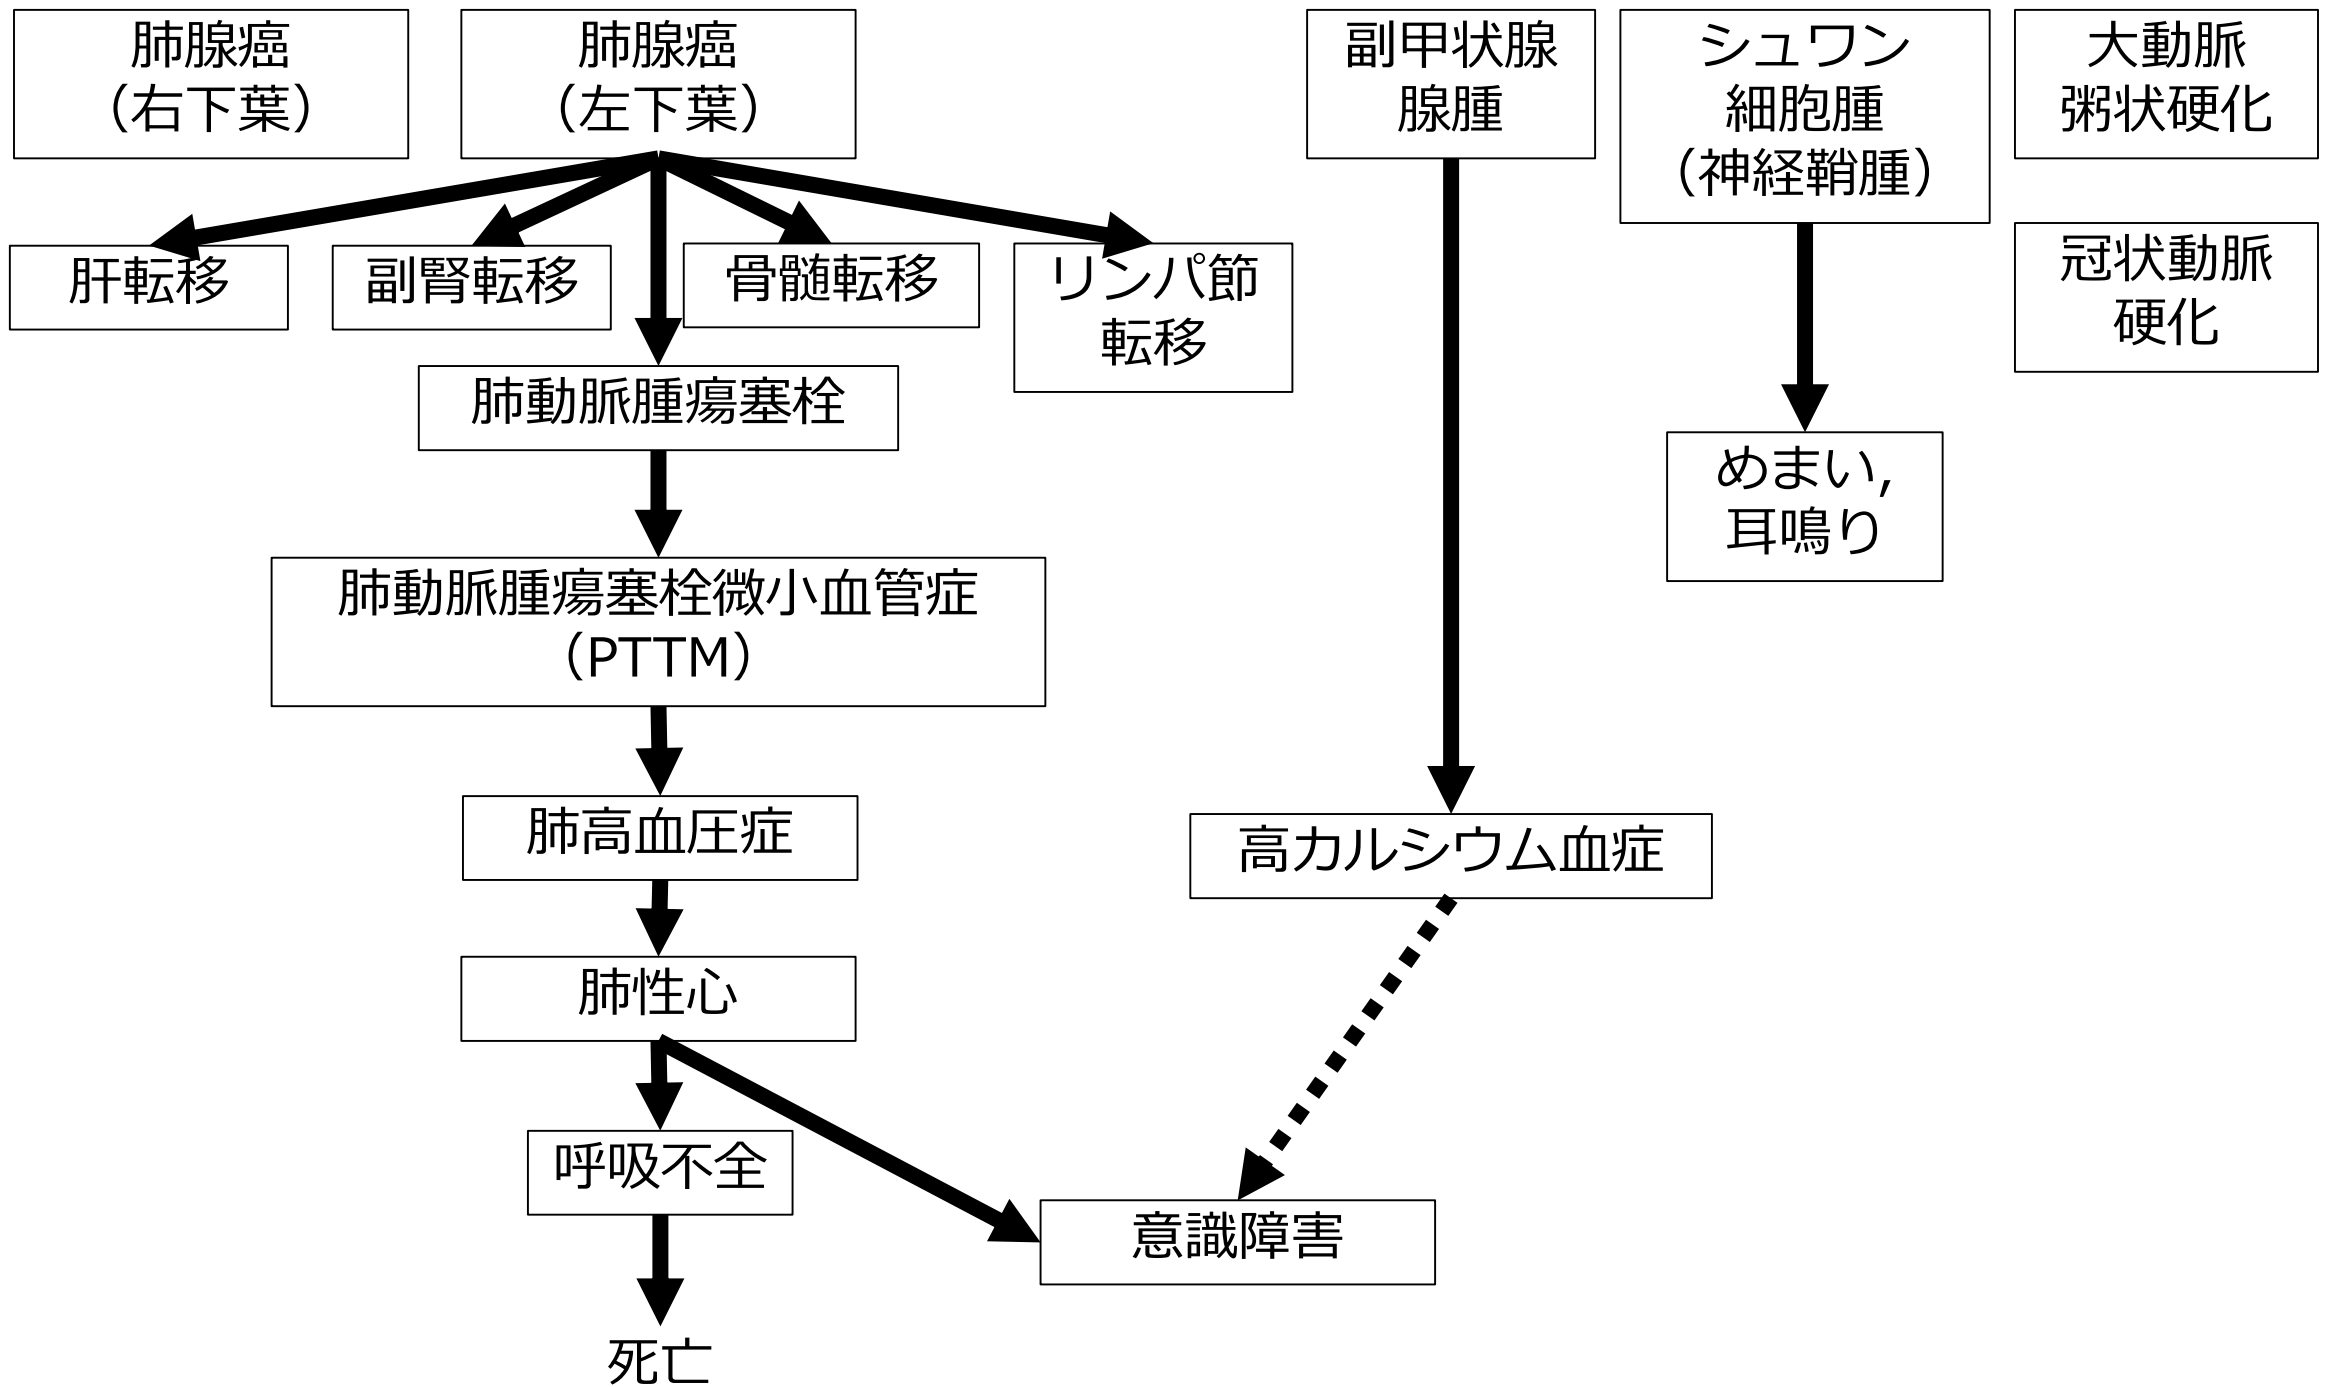 肺腺癌
（右下葉）
肺腺癌
（左下葉）
副甲状腺
腺腫
シュワン
細胞腫
（神経鞘腫）
大動脈
粥状硬化
肝転移
副腎転移
骨髄転移
リンパ節
転移
冠状動脈
硬化
肺動脈腫瘍塞栓
めまい,
耳鳴り
肺動脈腫瘍塞栓微小血管症
（PTTM）
肺高血圧症
高カルシウム血症
肺性心
呼吸不全
意識障害
死亡